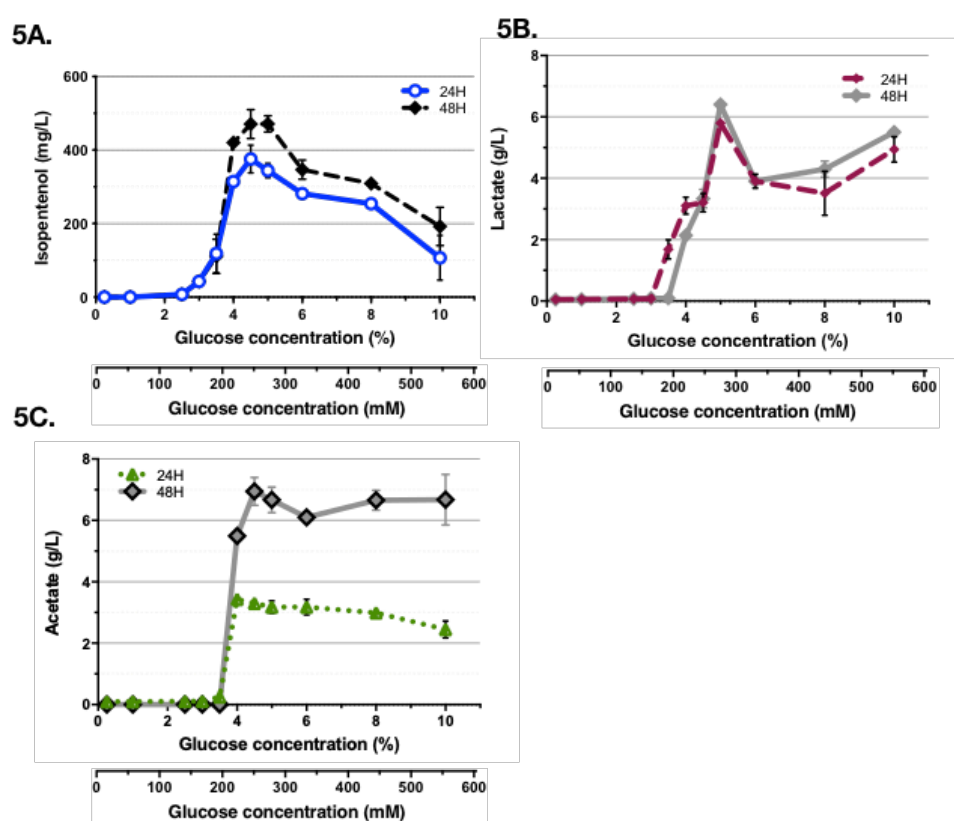 5A.
600
400
200
0
Isopentenol (mg/L)
24H
48H
0 2 4 6 8 10
Glucose concentration (%)
0 100 200 300 400 500 600
Glucose concentration (mM)
5B.
8
6
4
2
0
Lactate (g/L)
24H
48H
0 2 4 6 8 10
Glucose concentration (%)
0 100 200 300 400 500 600
Glucose concentration (mM)
5C.
8
6
4
2
0
Acetate (g/L)
24H
48H
0 2 4 6 8 10
Glucose concentration (%)
0 100 200 300 400 500 600
Glucose concentration (mM)